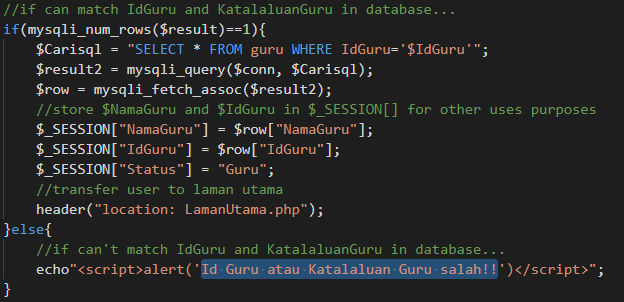 //if can match IdGuru and KatalaluanGuru in database...
if(mysqli_num_rows($result)==1){
$Carisql = "SELECT * FROM guru WHERE IdGuru='$IdGuru'";
$result2 = mysqli_query($conn, $Carisql);
$row = mysqli_fetch_assoc($result2);
//store $NamaGuru and $IdGuru in $_SESSION[] for other uses purposes
$_SESSION["NamaGuru"] = $row["NamaGuru"];
$_SESSION["IdGuru"] = $row["IdGuru"];
$_SESSION["Status"] = "Guru";
//transfer user to laman utama
header("location: LamanUtama.php");
}else{
//if can't match IdGuru and KatalaluanGuru in database...
echo"<script>alert('Id Guru atau Katalaluan Guru salah!!')</script>";
}